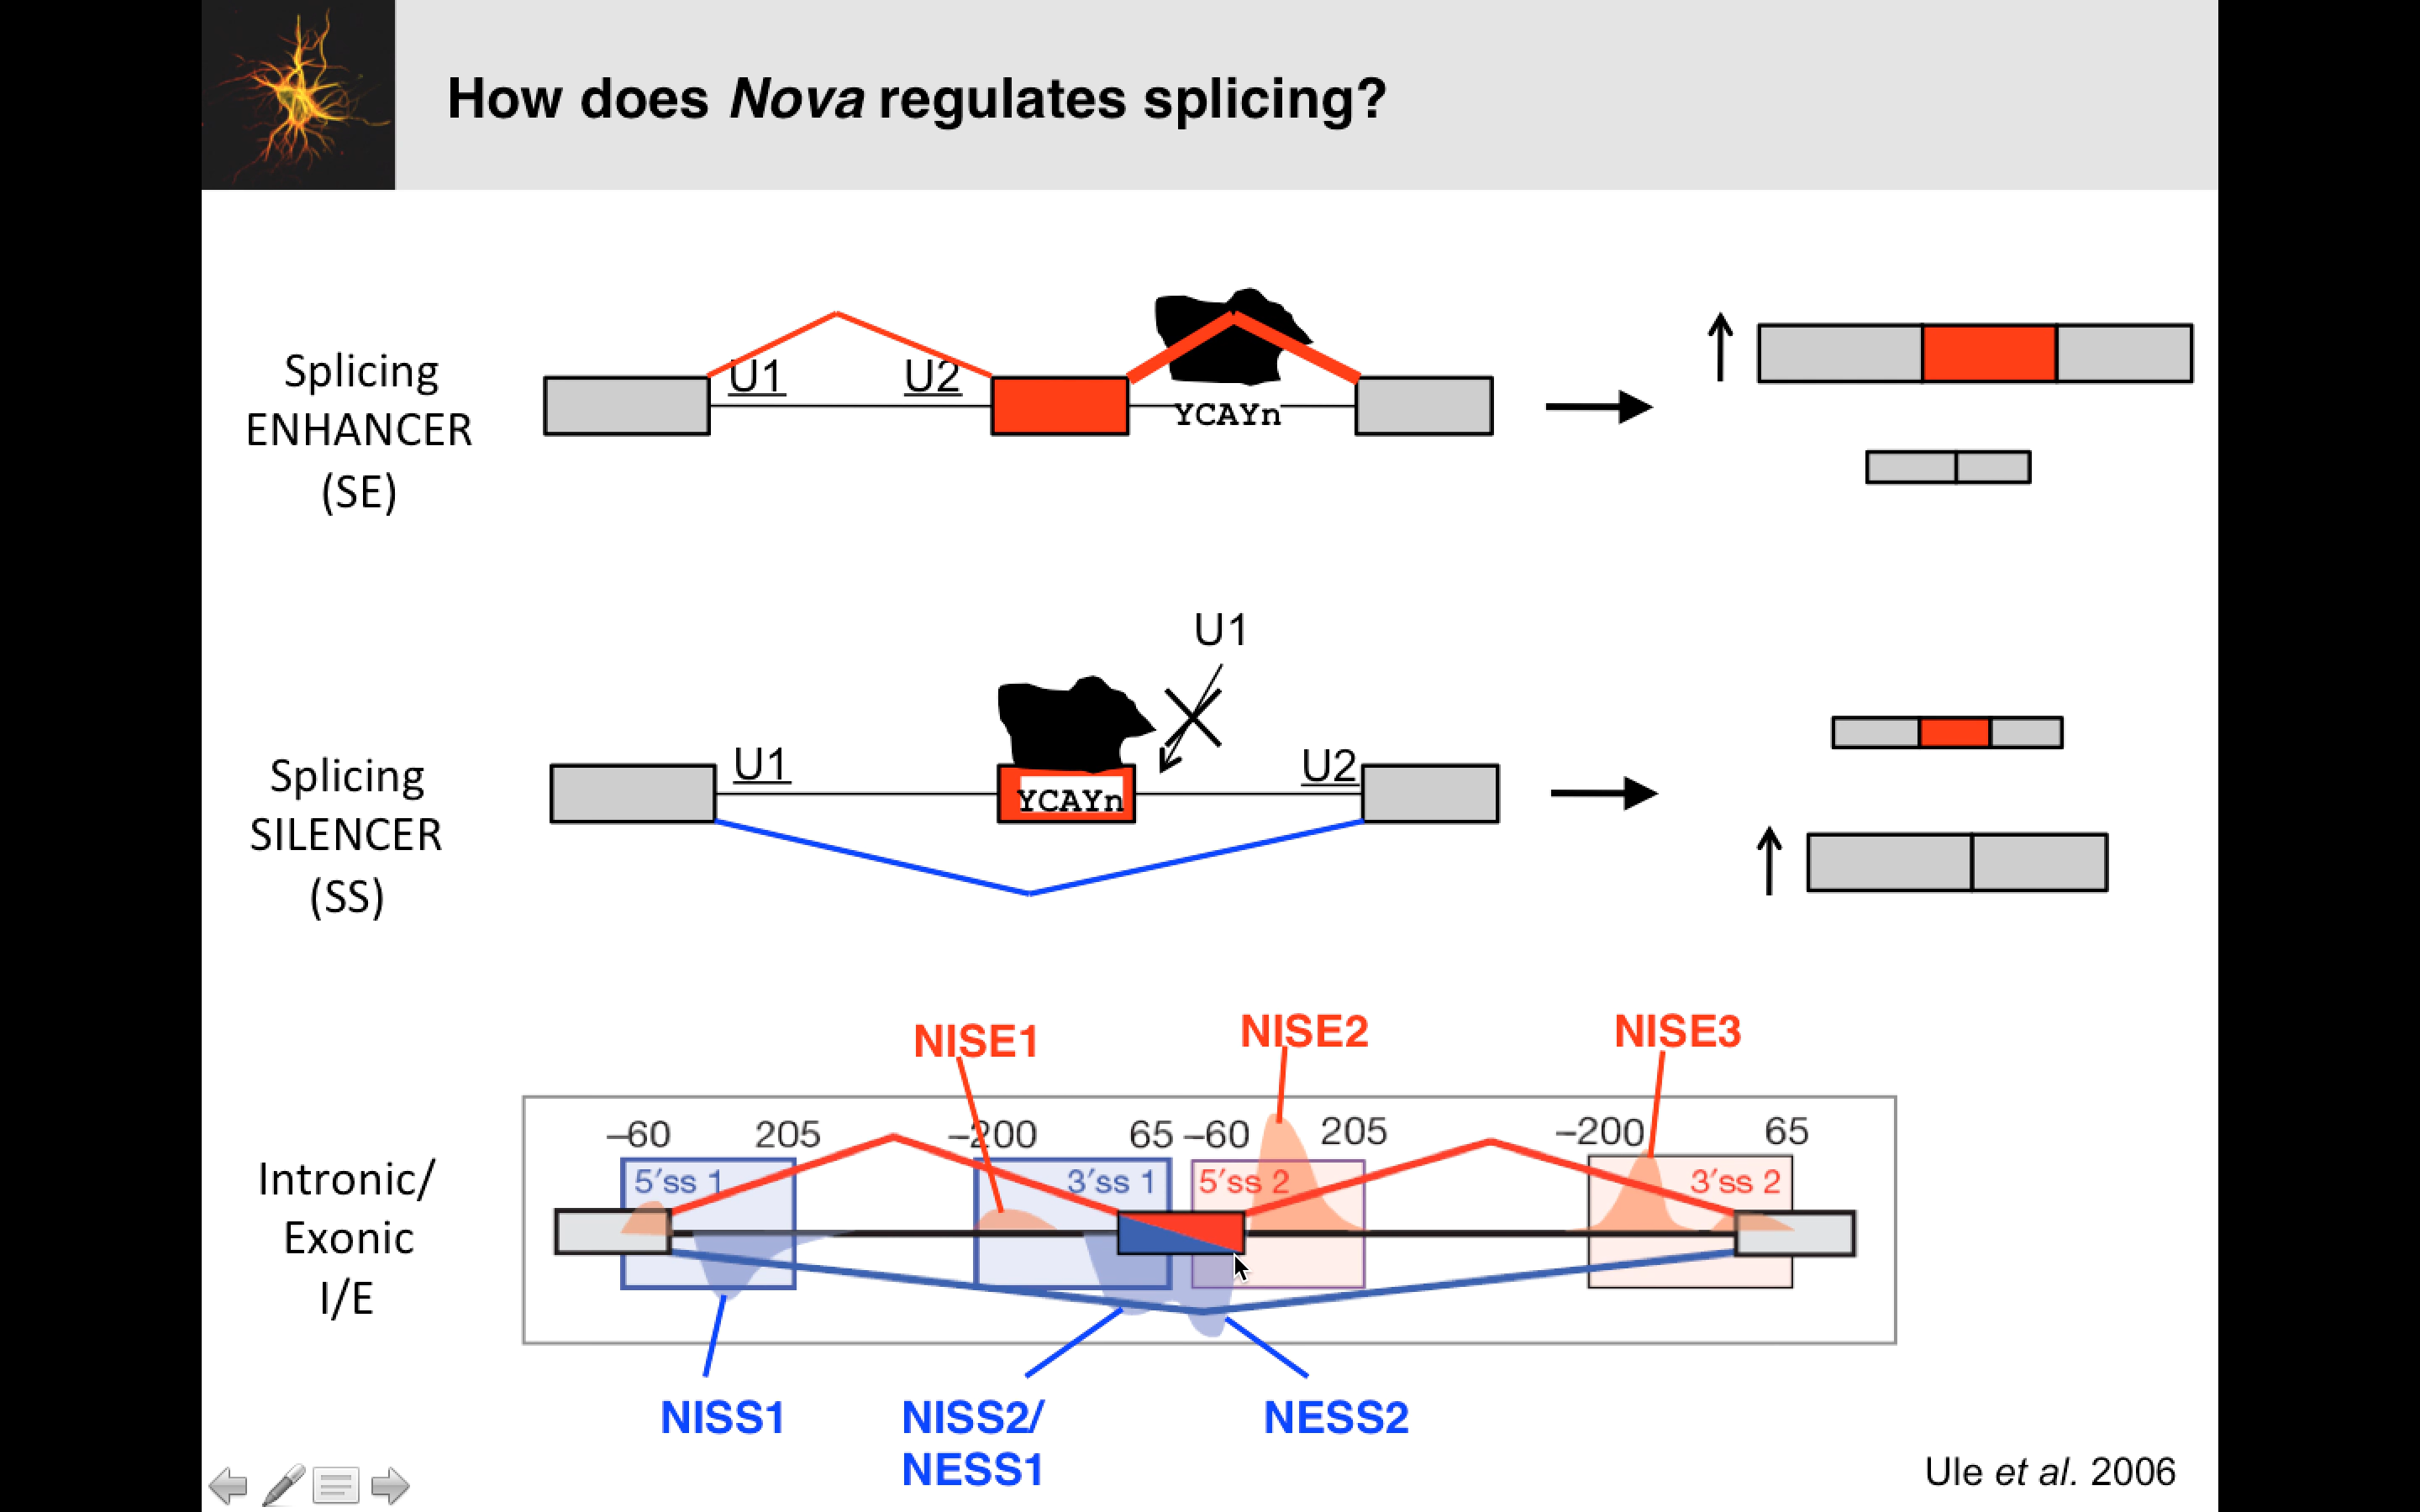 How does Nova regulates splicing?
Splicing
ENHANCER
(SE)
U1
U2
YCAYn
Splicing
SILENCER
(SS)
U1
U1
U2
YCAYn
Intronic/
Exonic
I/E
NISE1
NISE2
NISE3
–60
205
–200
65
–60
205
–200
65
5′ss 1
3′ss 1
5′ss 2
3′ss 2
NISS1
NISS2/
NESS1
NESS2
Ule et al. 2006